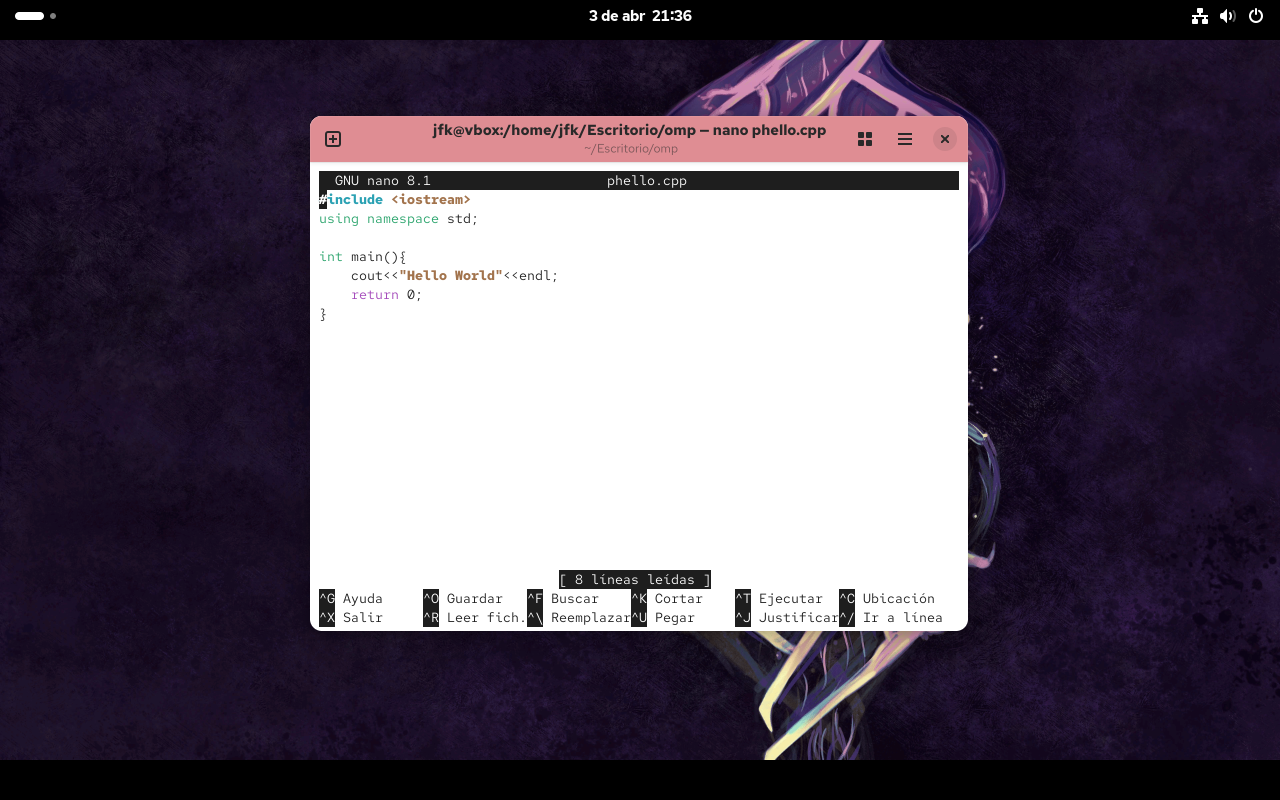 3 de abr 21:36
jfk@vbox:/home/jfk/Escritorio/omp — nano phello.cpp
~/Escritorio/omp
GNU nano 8.1 phello.cpp
#include <iostream>
using namespace std;
int main(){
cout<<"Hello World"<<endl;
return 0;
}
[ 8 líneas leídas ]
^G Ayuda ^O Guardar ^F Buscar ^K Cortar ^T Ejecutar ^C Ubicación
^X Salir ^R Leer fich. ^\ Reemplazar ^U Pegar ^J Justificar ^/ Ir a línea